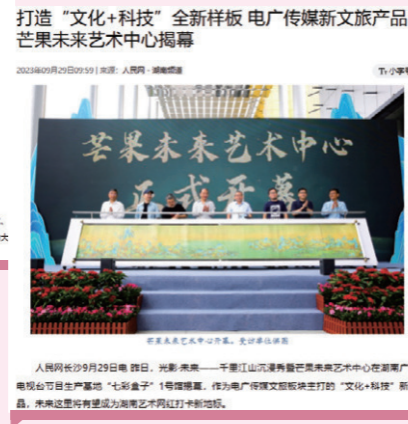 打造“文化+科技”全新样板 电广传媒新文旅产品
芒果未来艺术中心揭幕
2023年09月29日09:59 | 来源：人民网－湖南频道
小字号
芒果未来艺术中心
正式开幕
芒果未来艺术中心开幕。受访单位供图
人民网长沙9月29日电 昨日，光影·未来——千里江山沉浸秀暨芒果未来艺术中心在湖南广
电视台节目生产基地“七彩盒子”1号馆揭幕，作为电广传媒文旅板块主打的“文化+科技”新
品，未来这里将有望成为湖南艺术网红打卡新地标。